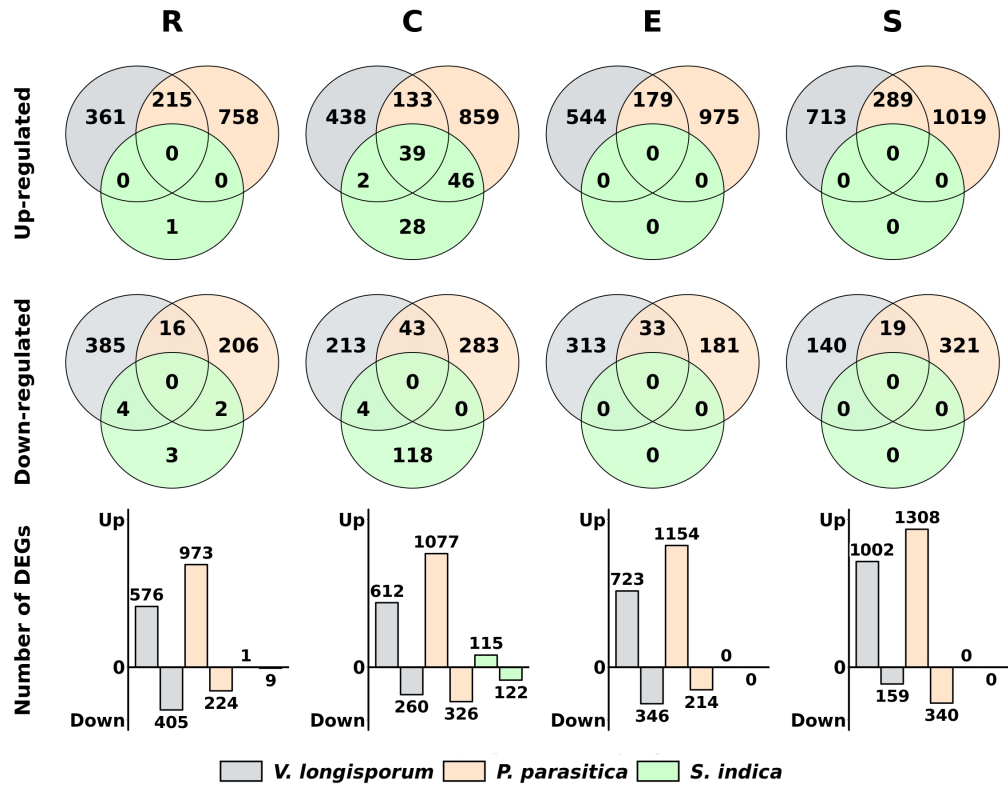 R C E S
Up-regulated
361 215 758 0 0 0 1
438 133 859 39 2 46 28
544 179 975 0 0 0 0
713 289 1019 0 0 0 0
Down-regulated
385 16 206 0 4 2 3
213 43 283 0 4 0 118
313 33 181 0 0 0 0
140 19 321 0 0 0 0
Number of DEGs
Up 0 Down 576 405 973 224 1 9
Up 0 Down 612 260 1077 326 115 122
Up 0 Down 723 346 1154 214 0 0
Up 0 Down 1002 159 1308 340 0 0
V. longisporum P. parasitica S. indica